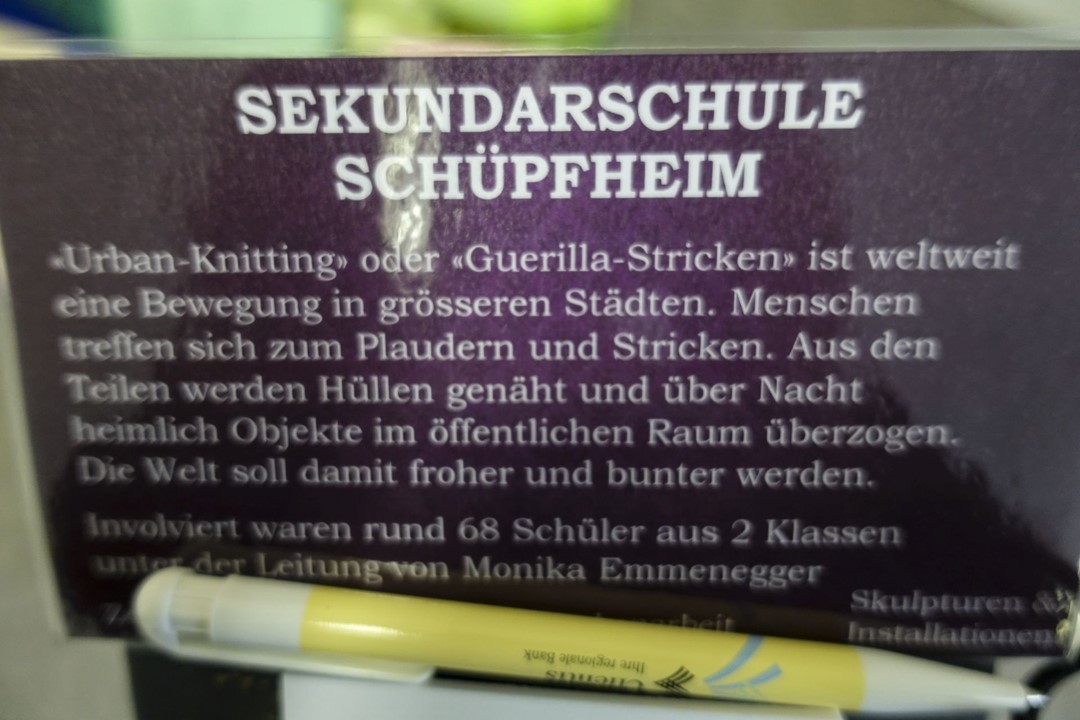 SEKUNDARSCHULE
SCHÜPFHEIM
«Urban-Knitting» oder «Guerilla-Stricken» ist weltweit
eine Bewegung in grösseren Städten. Menschen
treffen sich zum Plaudern und Stricken. Aus den
Teilen werden Hüllen genäht und über Nacht
heimlich Objekte im öffentlichen Raum überzogen.
Die Welt soll damit froher und bunter werden.
Involviert waren rund 68 Schüler aus 2 Klassen
unter der Leitung von Monika Emmenegger
Skulpturen &
Installationen
Ihre regionale Bank
Clientis